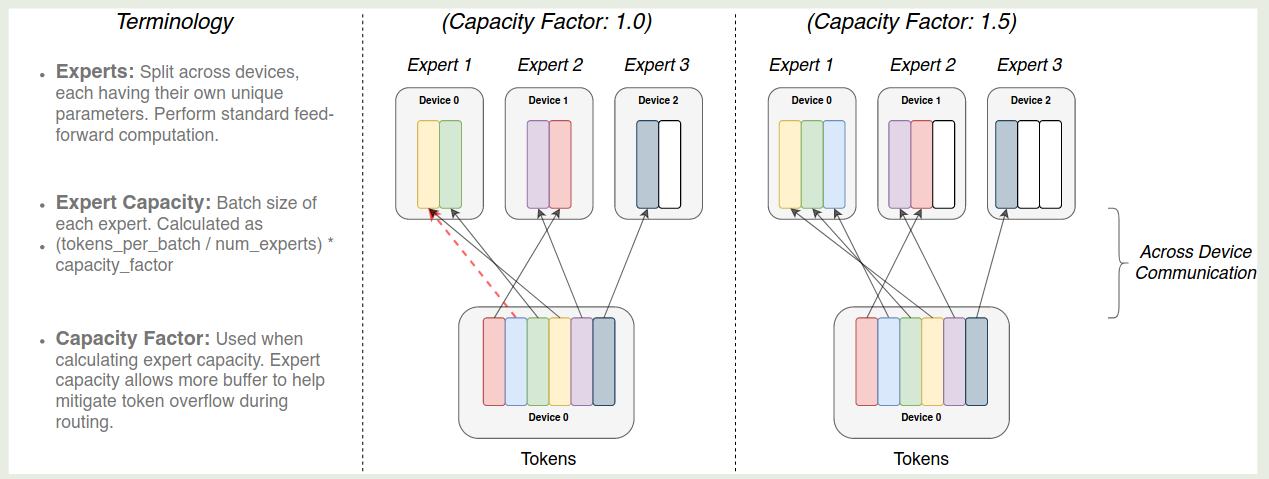 Terminology
• Experts: Split across devices,
each having their own unique
parameters. Perform standard feed-
forward computation.
• Expert Capacity: Batch size of
each expert. Calculated as
• (tokens_per_batch / num_experts) *
capacity_factor
• Capacity Factor: Used when
calculating expert capacity. Expert
capacity allows more buffer to help
mitigate token overflow during
routing.
(Capacity Factor: 1.0)
Expert 1
Expert 2
Expert 3
Device 0
Device 1
Device 2
Device 0
Tokens
(Capacity Factor: 1.5)
Expert 1
Expert 2
Expert 3
Device 0
Device 1
Device 2
Device 0
Tokens
Across Device
Communication